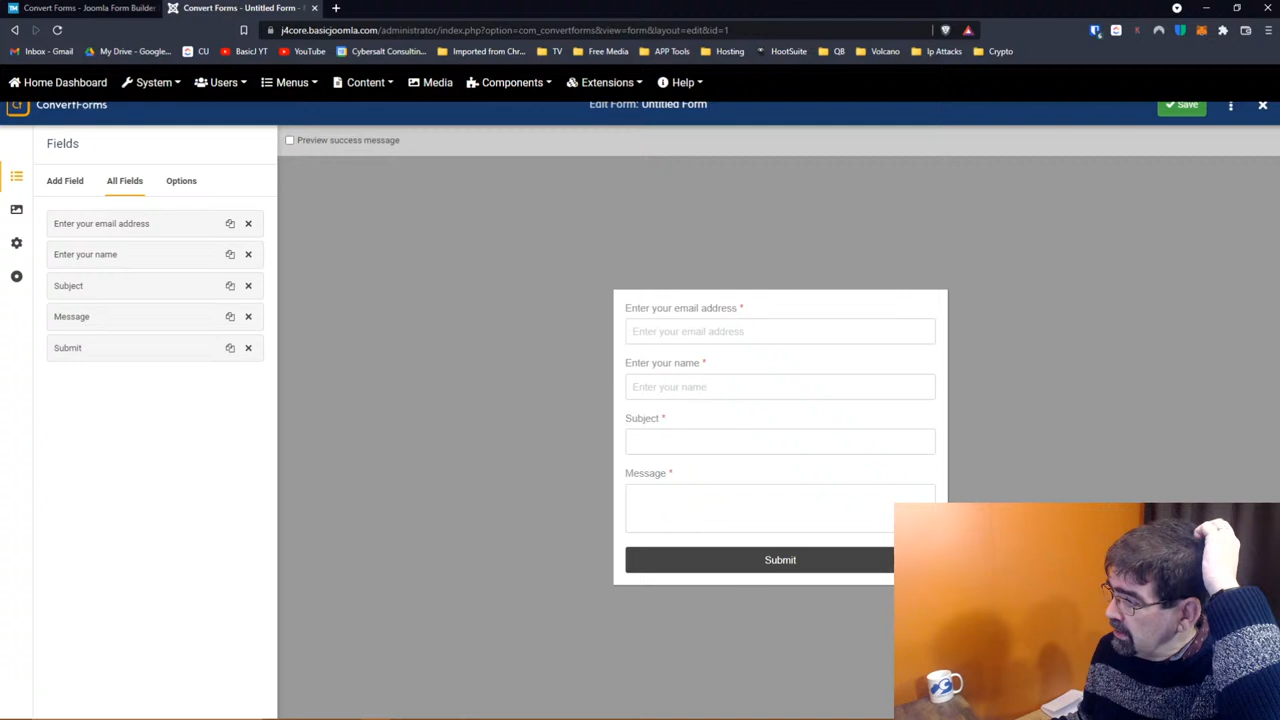 Convert Forms - Joomla Form Builder
Convert Forms - Untitled Form -
j4core.basicjoomla.com/administrator/index.php?option=com_convertforms&view=form&layout=edit&id=1
Inbox - Gmail My Drive - Google... CU Basic YT YouTube Cybersalt Consultin... Imported from Chr... TV Free Media APP Tools Hosting HootSuite QB Volcano Ip Attacks Crypto
Home Dashboard System Users Menus Content Media Components Extensions Help
Cf ConvertForms Edit Form: Untitled Form Save
Fields
Preview success message
Add Field All Fields Options
Enter your email address
Enter your name
Subject
Message
Submit
Enter your email address *
Enter your email address
Enter your name *
Enter your name
Subject *
Message *
Submit